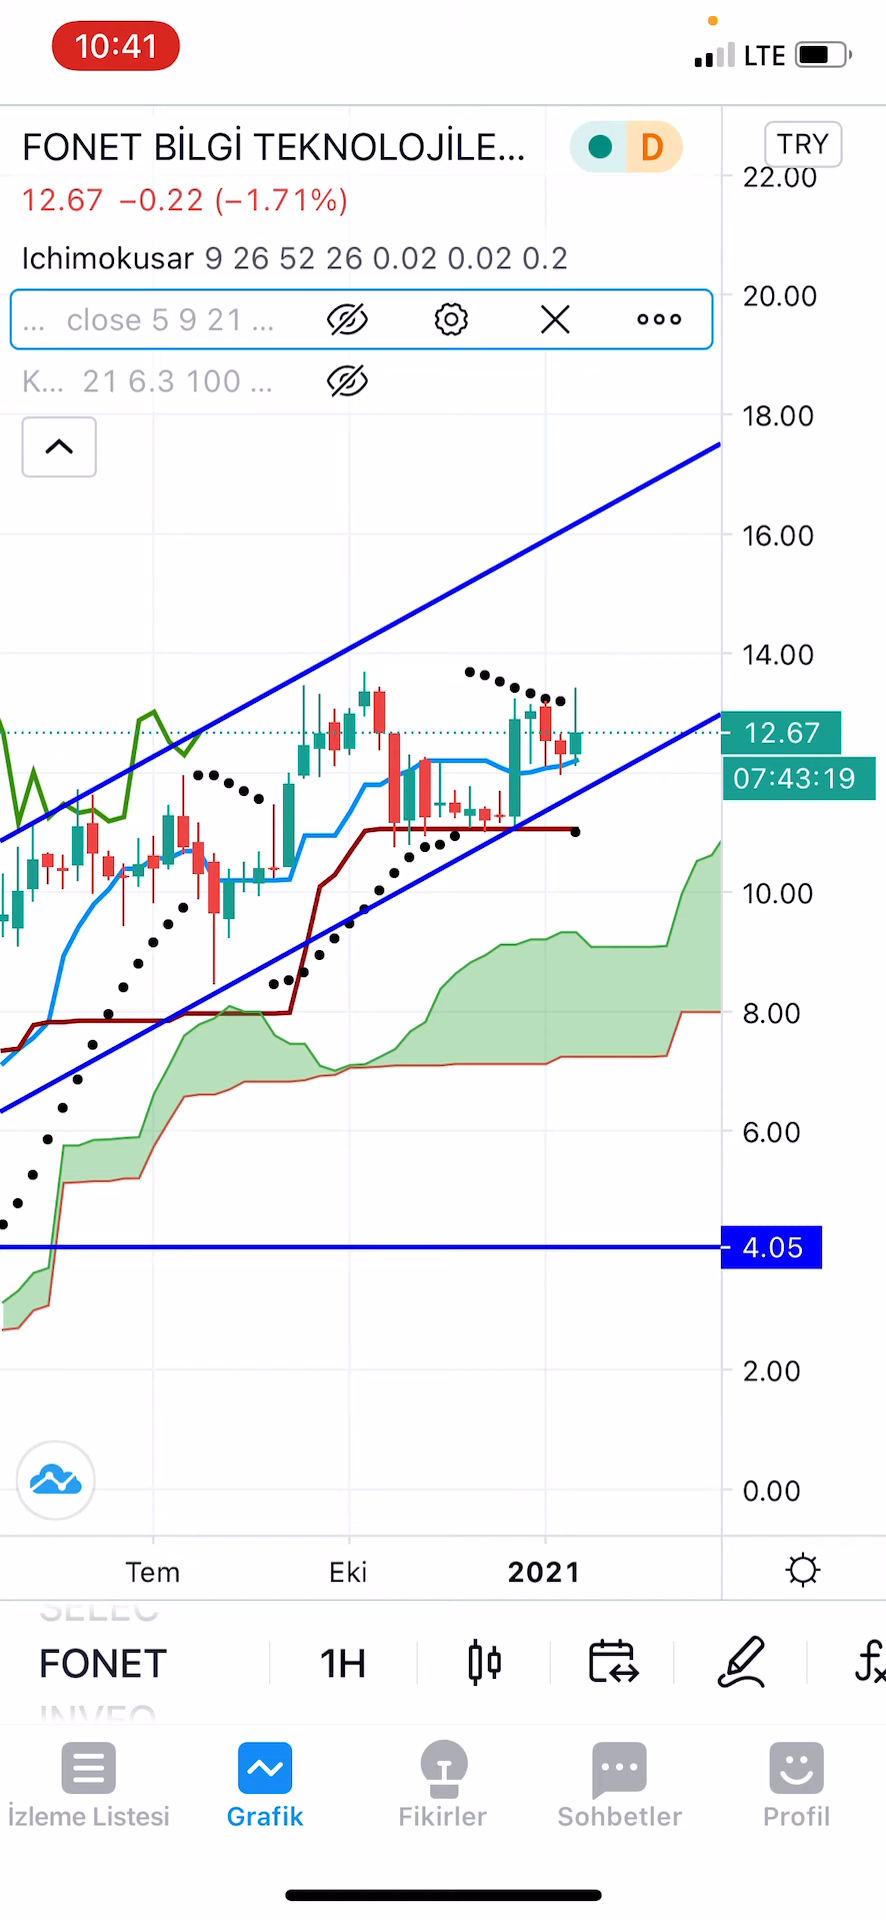 10:41
LTE
FONET BİLGİ TEKNOLOJİLE... D TRY
12.67 −0.22 (−1.71%)
Ichimokusar 9 26 52 26 0.02 0.02 0.2
... close 5 9 21 ...
K... 21 6.3 100 ...
22.00
20.00
18.00
16.00
14.00
12.67
07:43:19
10.00
8.00
6.00
4.05
2.00
0.00
Tem Eki 2021
SELEC
FONET 1H fx
INVEO
İzleme Listesi Grafik Fikirler Sohbetler Profil